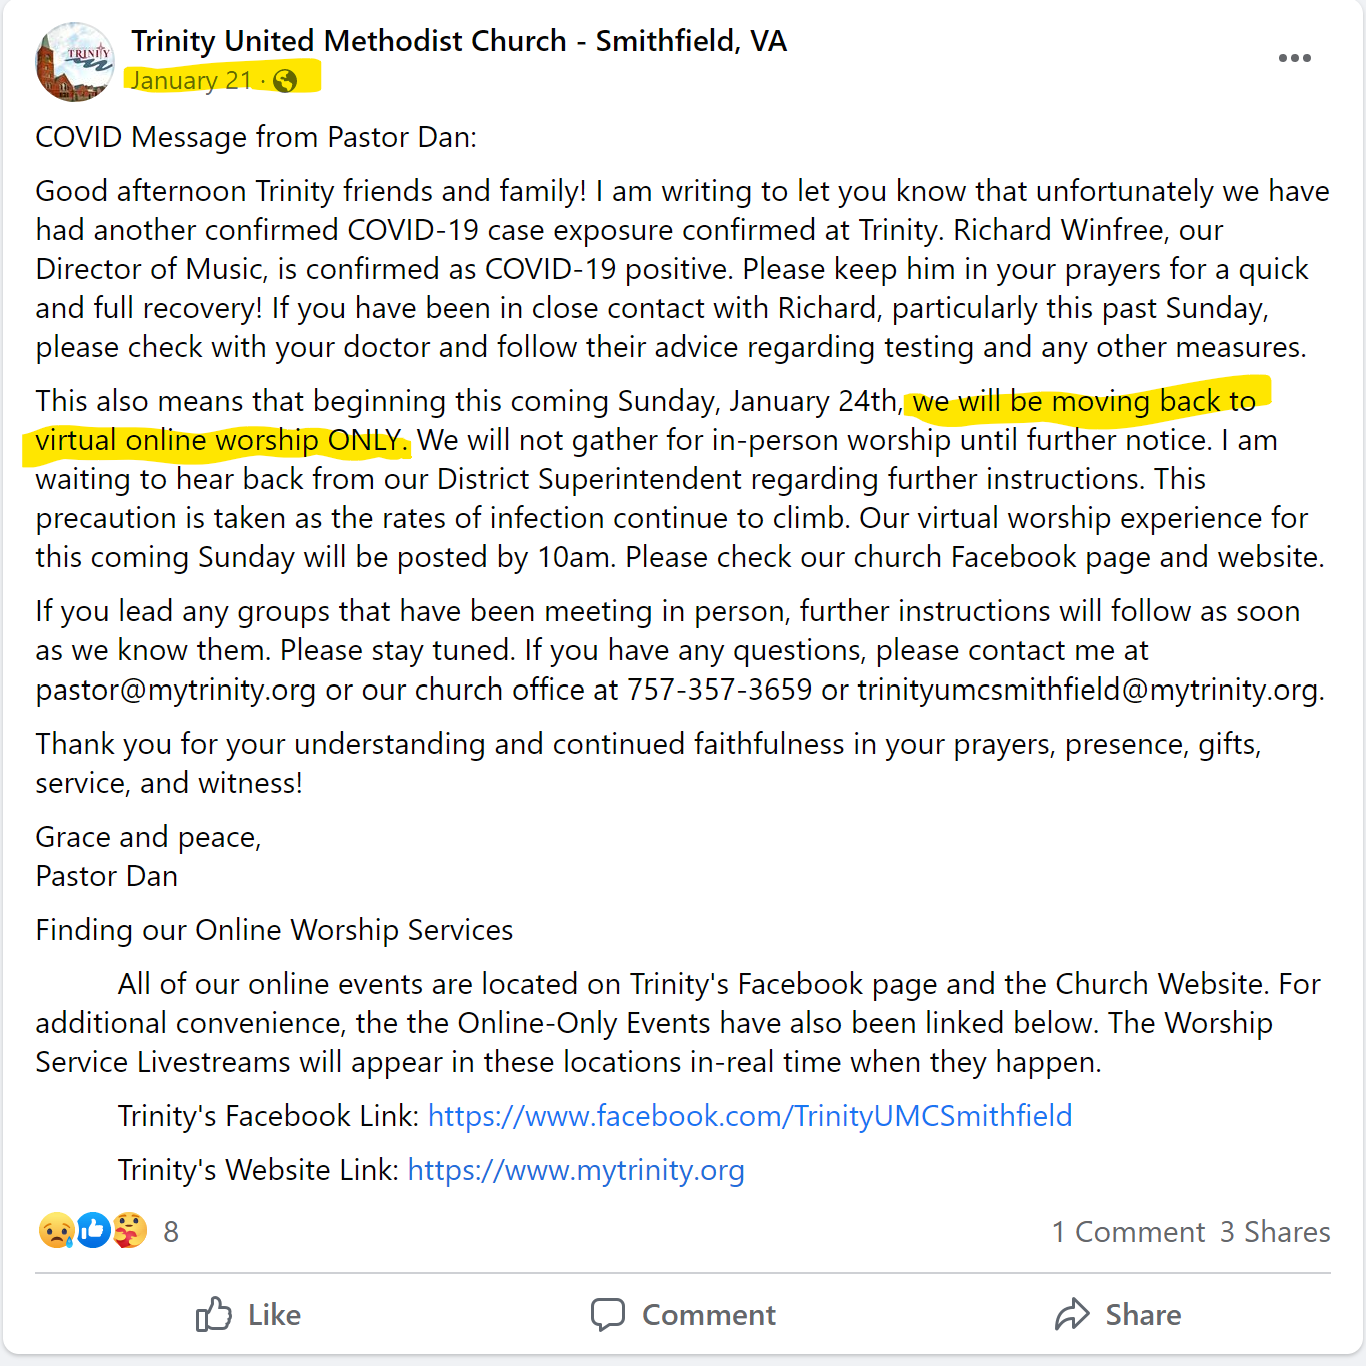 TRINITY
Trinity United Methodist Church - Smithfield, VA
January 21 ·
COVID Message from Pastor Dan:
Good afternoon Trinity friends and family! I am writing to let you know that unfortunately we have
had another confirmed COVID-19 case exposure confirmed at Trinity. Richard Winfree, our
Director of Music, is confirmed as COVID-19 positive. Please keep him in your prayers for a quick
and full recovery! If you have been in close contact with Richard, particularly this past Sunday,
please check with your doctor and follow their advice regarding testing and any other measures.
This also means that beginning this coming Sunday, January 24th, we will be moving back to
virtual online worship ONLY. We will not gather for in-person worship until further notice. I am
waiting to hear back from our District Superintendent regarding further instructions. This
precaution is taken as the rates of infection continue to climb. Our virtual worship experience for
this coming Sunday will be posted by 10am. Please check our church Facebook page and website.
If you lead any groups that have been meeting in person, further instructions will follow as soon
as we know them. Please stay tuned. If you have any questions, please contact me at
pastor@mytrinity.org or our church office at 757-357-3659 or trinityumcsmithfield@mytrinity.org.
Thank you for your understanding and continued faithfulness in your prayers, presence, gifts,
service, and witness!
Grace and peace,
Pastor Dan
Finding our Online Worship Services
All of our online events are located on Trinity's Facebook page and the Church Website. For
additional convenience, the the Online-Only Events have also been linked below. The Worship
Service Livestreams will appear in these locations in-real time when they happen.
Trinity's Facebook Link: https://www.facebook.com/TrinityUMCSmithfield
Trinity's Website Link: https://www.mytrinity.org
8 1 Comment 3 Shares
Like Comment Share